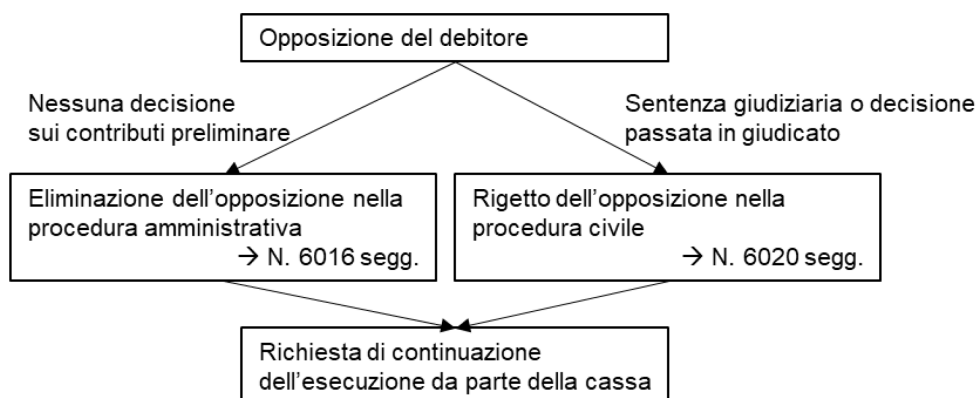 Opposizione del debitore
Nessuna decisione
sui contributi preliminare
Sentenza giudiziaria o decisione
passata in giudicato
Eliminazione dell’opposizione nella
procedura amministrativa
→ N. 6016 segg.
Rigetto dell’opposizione nella
procedura civile
→ N. 6020 segg.
Richiesta di continuazione
dell’esecuzione da parte della cassa